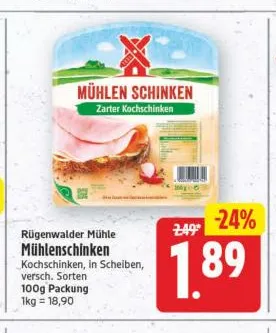 MÜHLEN SCHINKEN
Zarter Kochschinken
-24%
2.49*
1.89
Rügenwalder Mühle
Mühlenschinken
Kochschinken, in Scheiben,
versch. Sorten
100g Packung
1kg = 18,90